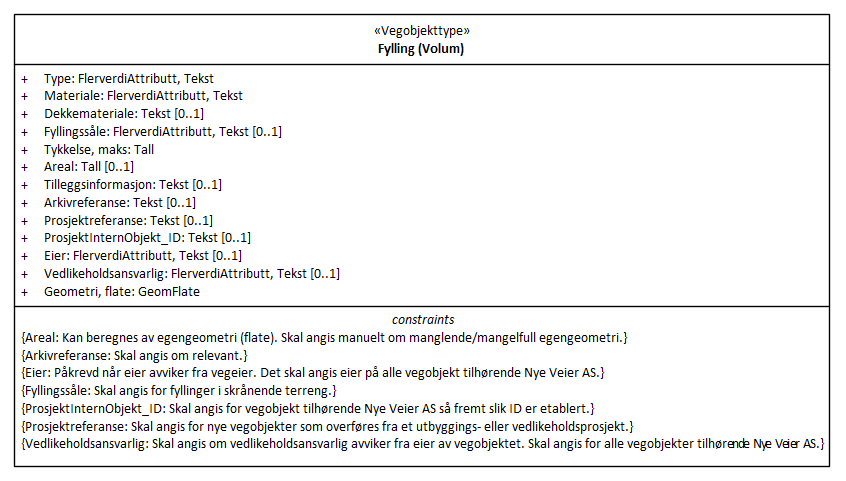 «Vegobjekttype»
Fylling (Volum)
+ Type: FlerverdiAttributt, Tekst
+ Materiale: FlerverdiAttributt, Tekst
+ Dekkemateriale: Tekst [0..1]
+ Fyllingssåle: FlerverdiAttributt, Tekst [0..1]
+ Tykkelse, maks: Tall
+ Areal: Tall [0..1]
+ Tilleggsinformasjon: Tekst [0..1]
+ Arkivreferanse: Tekst [0..1]
+ Prosjektreferanse: Tekst [0..1]
+ ProsjektInternObjekt_ID: Tekst [0..1]
+ Eier: FlerverdiAttributt, Tekst [0..1]
+ Vedlikeholdsansvarlig: FlerverdiAttributt, Tekst [0..1]
+ Geometri, flate: GeomFlate
constraints
{Areal: Kan beregnes av egengeometri (flate). Skal angis manuelt om manglende/mangelfull egengeometri.}
{Arkivreferanse: Skal angis om relevant.}
{Eier: Påkrevd når eier avviker fra vegeier. Det skal angis eier på alle vegobjekt tilhørende Nye Veier AS.}
{Fyllingssåle: Skal angis for fyllinger i skrånende terreng.}
{ProsjektInternObjekt_ID: Skal angis for vegobjekt tilhørende Nye Veier AS så fremt slik ID er etablert.}
{Prosjektreferanse: Skal angis for nye vegobjekter som overføres fra et utbyggings- eller vedlikeholdsprosjekt.}
{Vedlikeholdsansvarlig: Skal angis om vedlikeholdsansvarlig avviker fra eier av vegobjektet. Skal angis for alle vegobjekter tilhørende Nye Veier AS.}